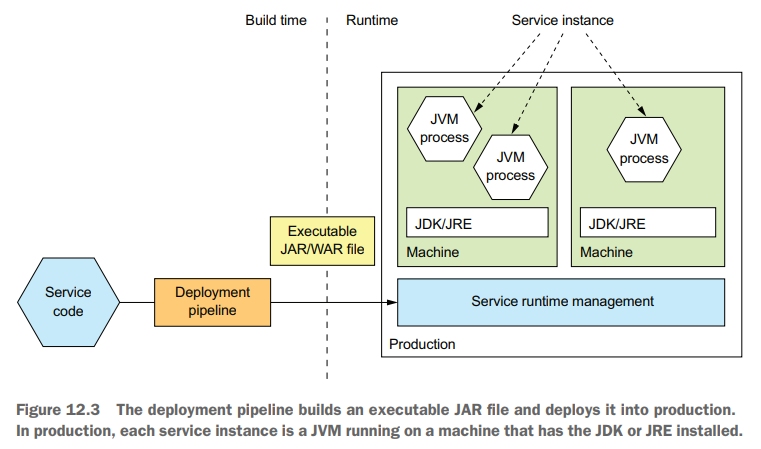 Build time
Runtime
Service instance
JVM
process
JVM
process
JVM
process
JDK/JRE
JDK/JRE
Machine
Machine
Executable
JAR/WAR file
Service
code
Deployment
pipeline
Service runtime management
Production
Figure 12.3 The deployment pipeline builds an executable JAR file and deploys it into production.
In production, each service instance is a JVM running on a machine that has the JDK or JRE installed.